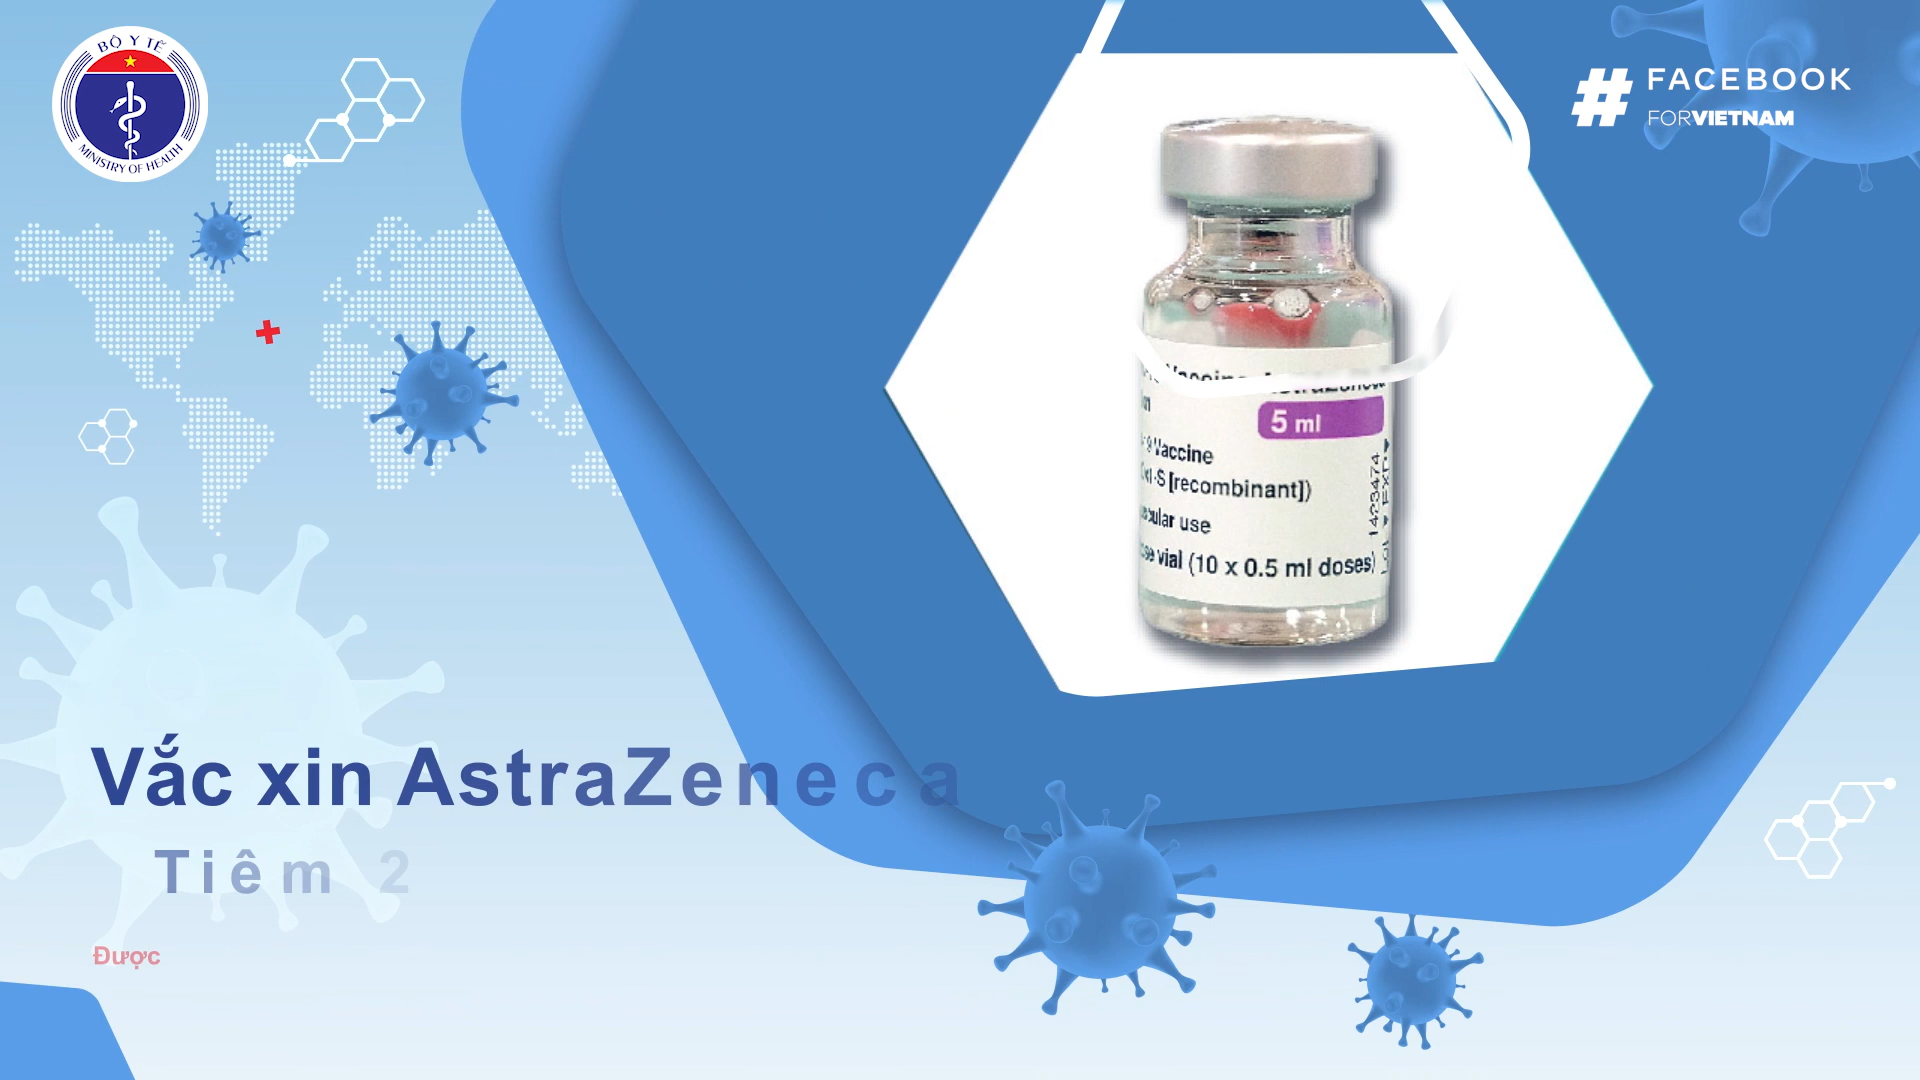 BỘ Y TẾ
MINISTRY OF HEALTH
FACEBOOK
FORVIETNAM
5 ml
Vaccine
-S [recombinant])
use
vial (10 x 0.5 ml doses)
1423474
Vắc xin AstraZeneca
Tiêm 2
Được